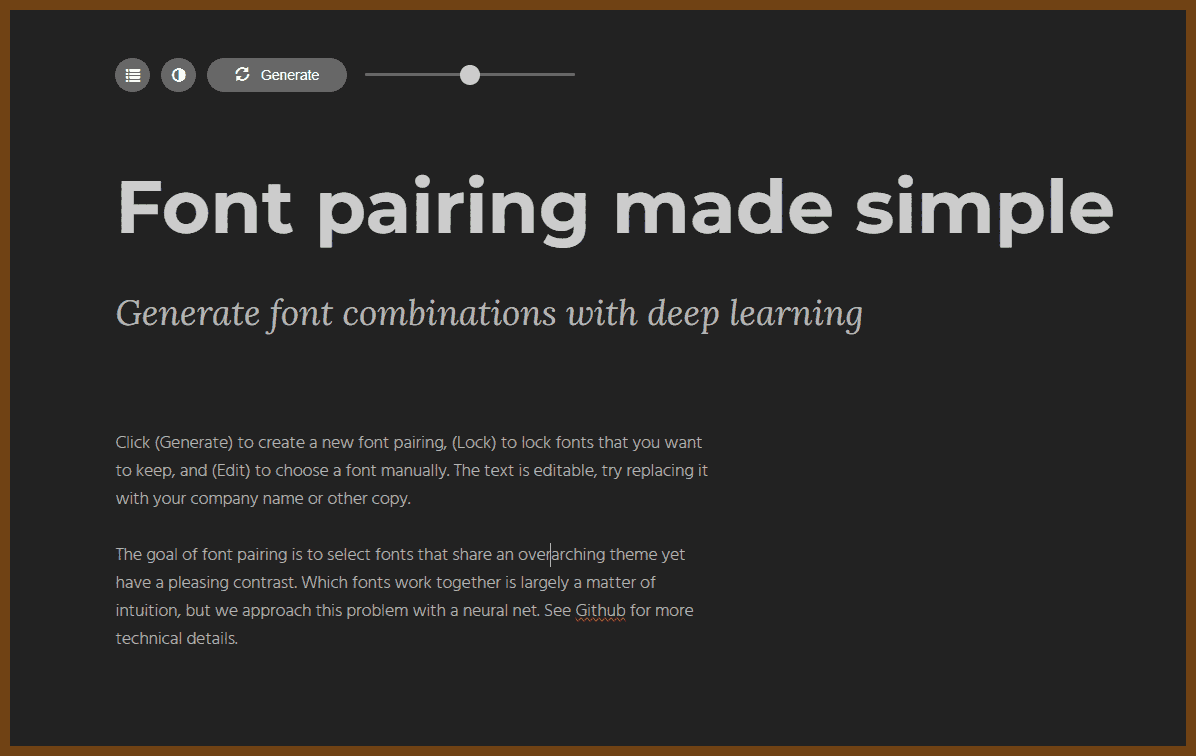 Generate
Font pairing made simple
Generate font combinations with deep learning
Click (Generate) to create a new font pairing, (Lock) to lock fonts that you want
to keep, and (Edit) to choose a font manually. The text is editable, try replacing it
with your company name or other copy.
The goal of font pairing is to select fonts that share an overarching theme yet
have a pleasing contrast. Which fonts work together is largely a matter of
intuition, but we approach this problem with a neural net. See Github for more
technical details.